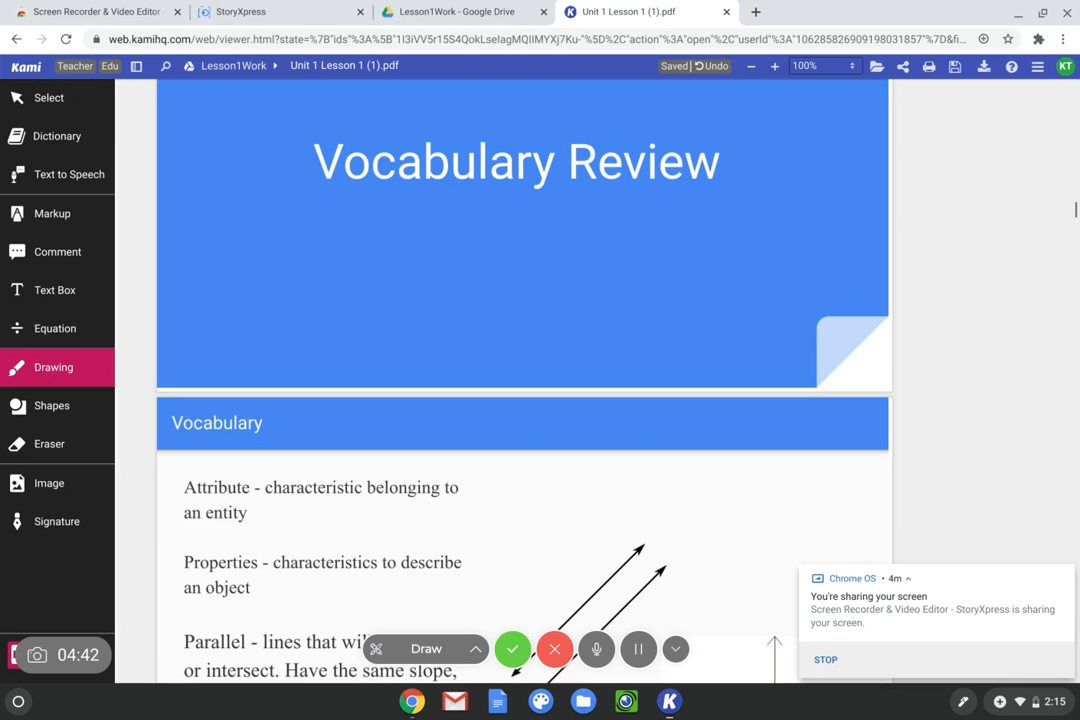 Screen Recorder & Video Editor
StoryXpress
Lesson1Work - Google Drive
Unit 1 Lesson 1 (1).pdf
web.kamihq.com/web/viewer.html?state=%7B"ids"%3A%5B"1I3iVV5r15S4QokLselagMQIIMYXj7Ku-"%5D%2C"action"%3A"open"%2C"userId"%3A"106285826909198031857"%7D&fi...
Kami Teacher Edu Lesson1Work Unit 1 Lesson 1 (1).pdf Saved Undo 100% KT
Select
Dictionary
Text to Speech
Markup
Comment
Text Box
Equation
Drawing
Shapes
Eraser
Image
Signature
Vocabulary Review
Vocabulary
Attribute - characteristic belonging to
an entity
Properties - characteristics to describe
an object
Parallel - lines that wil
or intersect. Have the same slope,
Draw
04:42
Chrome OS • 4m
You're sharing your screen
Screen Recorder & Video Editor - StoryXpress is sharing
your screen.
STOP
2:15